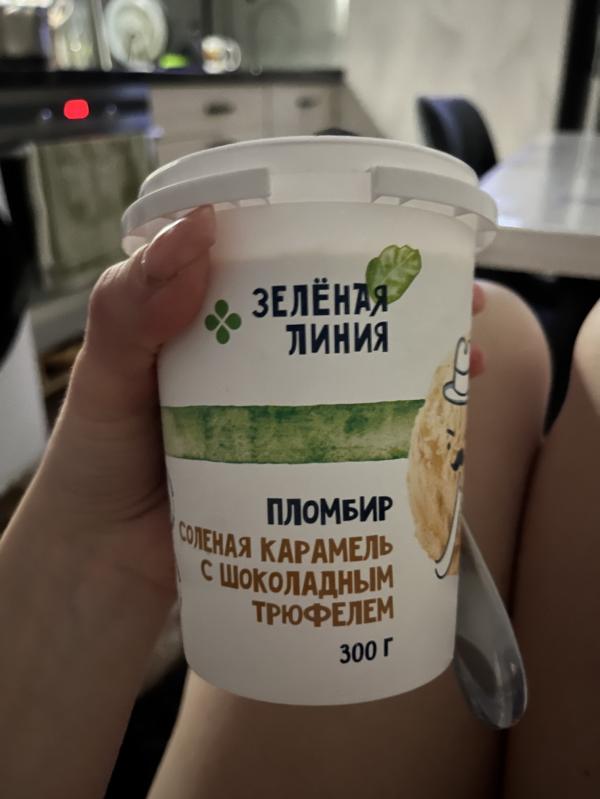 ЗЕЛЁНАЯ
ЛИНИЯ
ПЛОМБИР
СОЛЕНАЯ КАРАМЕЛЬ
С ШОКОЛАДНЫМ
ТРЮФЕЛЕМ
300 Г